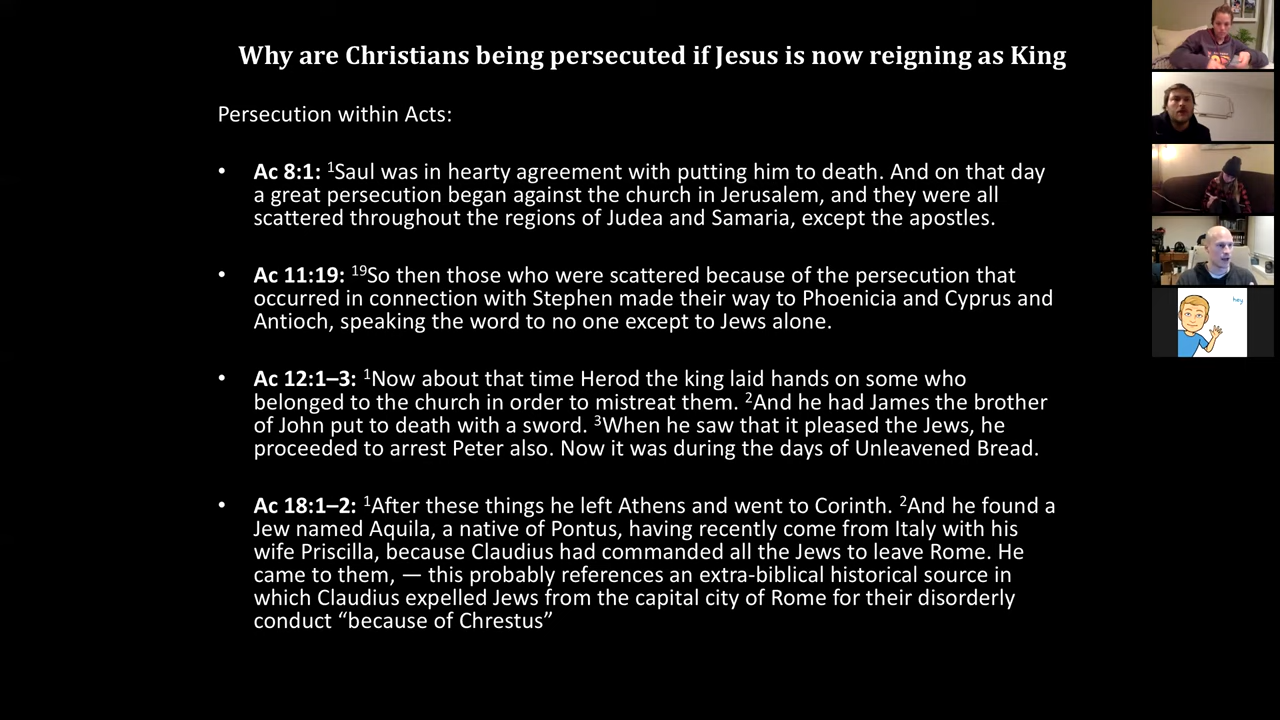 Why are Christians being persecuted if Jesus is now reigning as King
Persecution within Acts:
• Ac 8:1: ¹Saul was in hearty agreement with putting him to death. And on that day
a great persecution began against the church in Jerusalem, and they were all
scattered throughout the regions of Judea and Samaria, except the apostles.
• Ac 11:19: ¹⁹So then those who were scattered because of the persecution that
occurred in connection with Stephen made their way to Phoenicia and Cyprus and
Antioch, speaking the word to no one except to Jews alone.
• Ac 12:1–3: ¹Now about that time Herod the king laid hands on some who
belonged to the church in order to mistreat them. ²And he had James the brother
of John put to death with a sword. ³When he saw that it pleased the Jews, he
proceeded to arrest Peter also. Now it was during the days of Unleavened Bread.
• Ac 18:1–2: ¹After these things he left Athens and went to Corinth. ²And he found a
Jew named Aquila, a native of Pontus, having recently come from Italy with his
wife Priscilla, because Claudius had commanded all the Jews to leave Rome. He
came to them, — this probably references an extra-biblical historical source in
which Claudius expelled Jews from the capital city of Rome for their disorderly
conduct “because of Chrestus”
hey